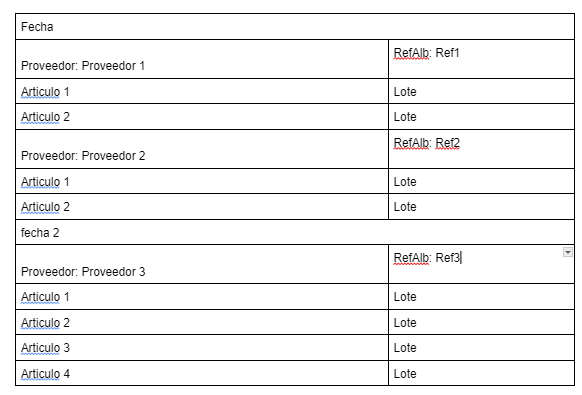 Fecha
RefAlb: Ref1
Proveedor: Proveedor 1
Articulo 1
Lote
Articulo 2
Lote
RefAlb: Ref2
Proveedor: Proveedor 2
Articulo 1
Lote
Articulo 2
Lote
fecha 2
RefAlb: Ref3
Proveedor: Proveedor 3
Articulo 1
Lote
Articulo 2
Lote
Articulo 3
Lote
Articulo 4
Lote